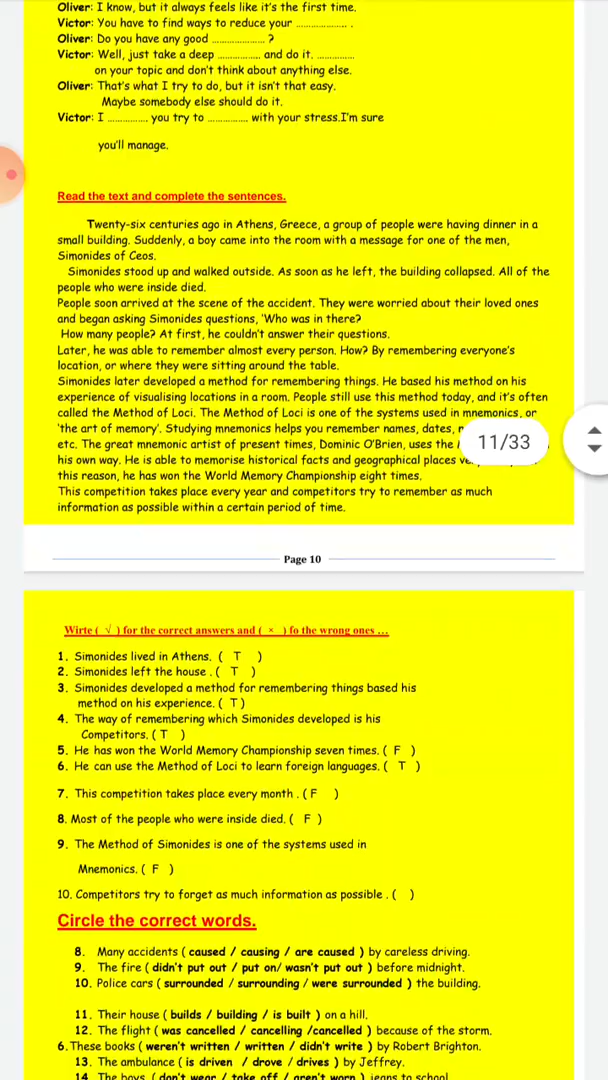 Oliver: I know, but it always feels like it's the first time.
Victor: You have to find ways to reduce your ………………… .
Oliver: Do you have any good ………………… ?
Victor: Well, just take a deep ……………. and do it. …………..
on your topic and don't think about anything else.
Oliver: That's what I try to do, but it isn't that easy.
Maybe somebody else should do it.
Victor: I ………….. you try to ………….. with your stress.I'm sure
you'll manage.
Read the text and complete the sentences.
Twenty-six centuries ago in Athens, Greece, a group of people were having dinner in a
small building. Suddenly, a boy came into the room with a message for one of the men,
Simonides of Ceos.
Simonides stood up and walked outside. As soon as he left, the building collapsed. All of the
people who were inside died.
People soon arrived at the scene of the accident. They were worried about their loved ones
and began asking Simonides questions, 'Who was in there?
How many people? At first, he couldn't answer their questions.
Later, he was able to remember almost every person. How? By remembering everyone's
location, or where they were sitting around the table.
Simonides later developed a method for remembering things. He based his method on his
experience of visualising locations in a room. People still use this method today, and it's often
called the Method of Loci. The Method of Loci is one of the systems used in mnemonics, or
'the art of memory'. Studying mnemonics helps you remember names, dates,
etc. The great mnemonic artist of present times, Dominic O'Brien, uses the
11/33
his own way. He is able to memorise historical facts and geographical places
this reason, he has won the World Memory Championship eight times.
This competition takes place every year and competitors try to remember as much
information as possible within a certain period of time.
Page 10
Wirte ( √ ) for the correct answers and ( × ) fo the wrong ones …
1. Simonides lived in Athens. ( T )
2. Simonides left the house . ( T )
3. Simonides developed a method for remembering things based his
method on his experience. ( T )
4. The way of remembering which Simonides developed is his
Competitors. ( T )
5. He has won the World Memory Championship seven times. ( F )
6. He can use the Method of Loci to learn foreign languages. ( T )
7. This competition takes place every month . ( F )
8. Most of the people who were inside died. ( F )
9. The Method of Simonides is one of the systems used in
Mnemonics. ( F )
10. Competitors try to forget as much information as possible . ( )
Circle the correct words.
8. Many accidents ( caused / causing / are caused ) by careless driving.
9. The fire ( didn't put out / put on/ wasn't put out ) before midnight.
10. Police cars ( surrounded / surrounding / were surrounded ) the building.
11. Their house ( builds / building / is built ) on a hill.
12. The flight ( was cancelled / cancelling /cancelled ) because of the storm.
6.These books ( weren't written / written / didn't write ) by Robert Brighton.
13. The ambulance ( is driven / drove / drives ) by Jeffrey.
14. The boys ( don't wear / take off / aren't worn ) jeans to school.